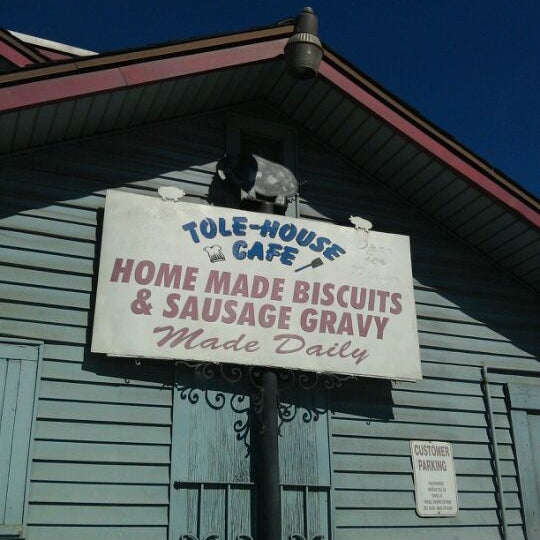 TOLE-HOUSE
CAFE
HOME MADE BISCUITS
& SAUSAGE GRAVY
Made Daily
CUSTOMER
PARKING